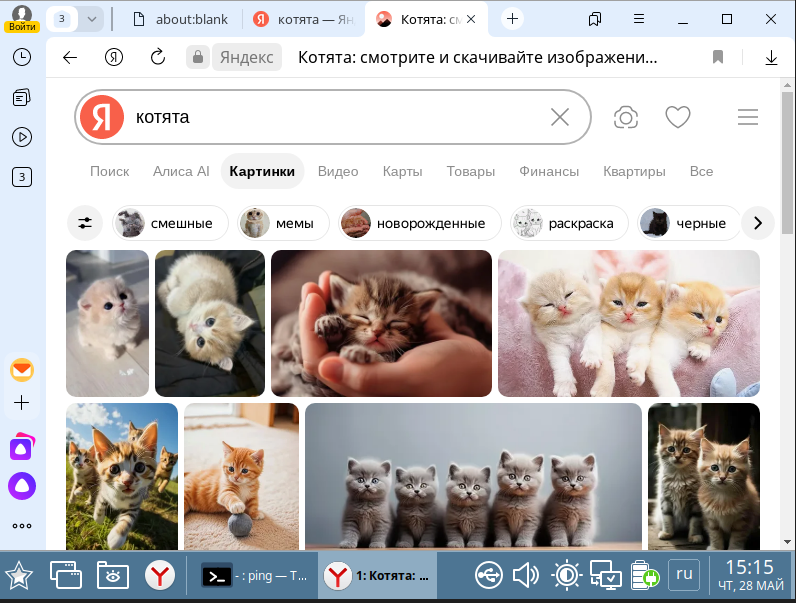 3
about:blank
Я котята — Ян
Котята: см
Войти
Я
Яндекс
Котята: смотрите и скачивайте изображени...
Я котята
3
Поиск
Алиса AI
Картинки
Видео
Карты
Товары
Финансы
Квартиры
Все
смешные
мемы
новорожденные
раскраска
черные
- : ping — Т...
1: Котята: ...
ru
15:15
ЧТ, 28 МАЙ